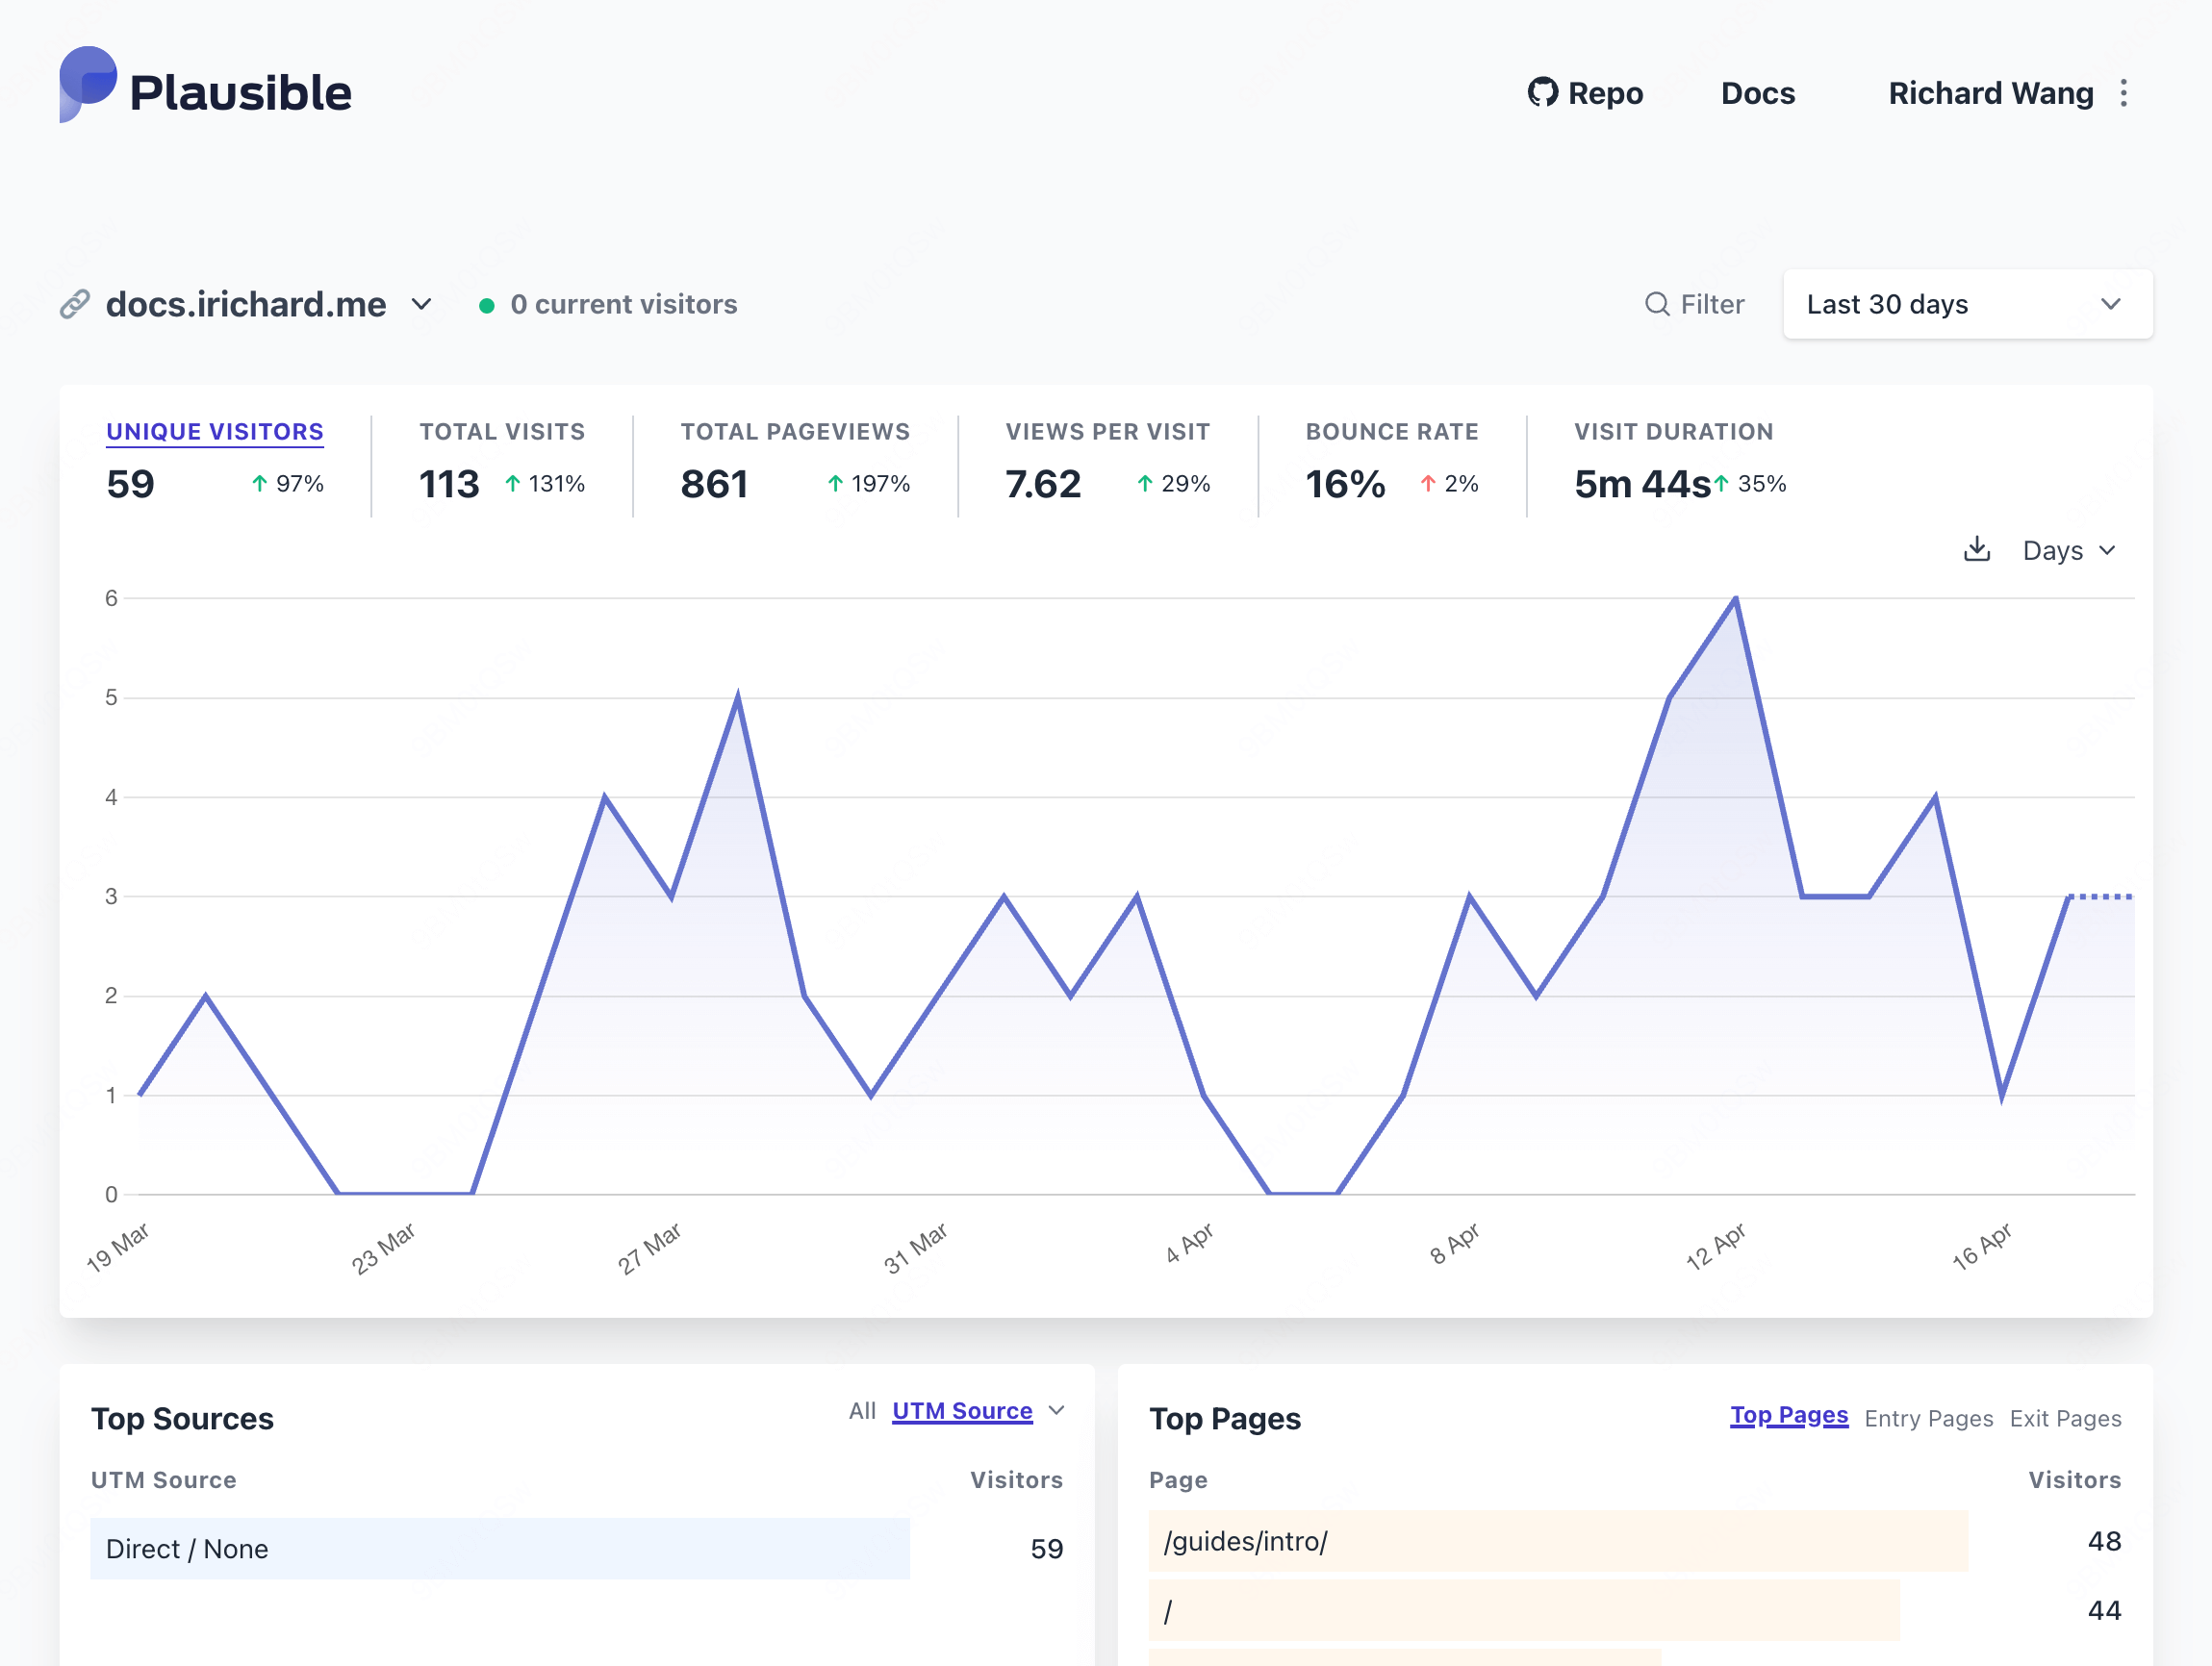 Plausible
Repo
Docs
Richard Wang
docs.irichard.me
0 current visitors
Filter
Last 30 days
UNIQUE VISITORS
59
97%
TOTAL VISITS
113
131%
TOTAL PAGEVIEWS
861
197%
VIEWS PER VISIT
7.62
29%
BOUNCE RATE
16%
2%
VISIT DURATION
5m 44s
35%
Days
6
5
4
3
2
1
0
19 Mar
23 Mar
27 Mar
31 Mar
4 Apr
8 Apr
12 Apr
16 Apr
Top Sources
All
UTM Source
UTM Source
Visitors
Direct / None
59
Top Pages
Top Pages
Entry Pages
Exit Pages
Page
Visitors
/guides/intro/
48
/
44